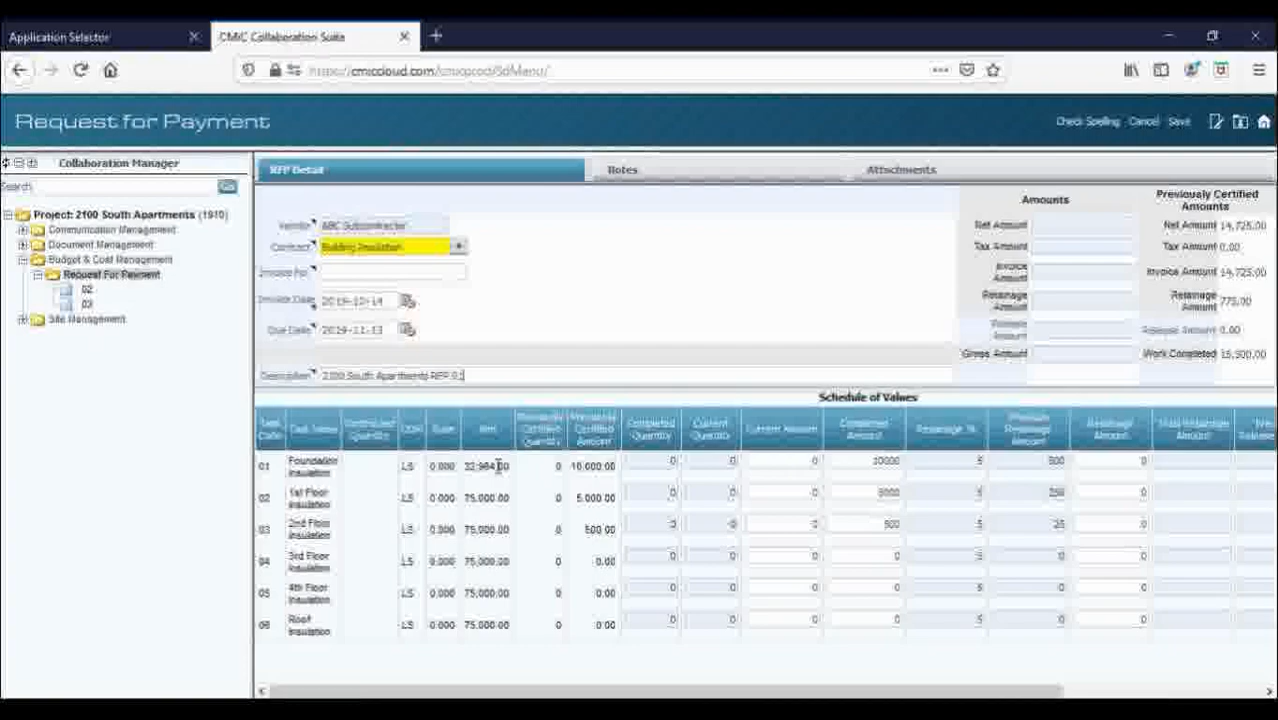 Application Selector
CMiC Collaboration Suite
Request for Payment
Check Spelling Cancel Save
Collaboration Manager
Search
Go
Project: 2100 South Apartments (1910)
Communication Management
Document Management
Budget & Cost Management
Request For Payment
02
03
Site Management
RFP Detail
Notes
Attachments
Vendor ABC Subcontractor
Contract Building Insulation
Invoice No
Invoice Date 2019-10-14
Due Date 2019-11-13
Description 2100 South Apartments RFP
Amounts
Net Amount
Tax Amount
Invoice Amount
Retainage Amount
Release Amount
Gross Amount
Previously Certified Amounts
Net Amount 14,725.00
Tax Amount 0.00
Invoice Amount 14,725.00
Retainage Amount 775.00
Release Amount 0.00
Work Completed 15,500.00
Schedule of Values
Task Code Task Name Quantity Previously Certified Quantity Previously Certified Amount Completed Quantity Current Quantity Current Amount Completed Amount Retainage % Previous Retainage Amount Retainage Amount
01 Foundation Insulation LS 0.000 0 10,000.00 0 0 0 10000 5 500 0
02 1st Floor Insulation LS 0.000 75,000.00 0 5,000.00 0 0 0 5000 5 250 0
03 2nd Floor Insulation LS 0.000 75,000.00 0 500.00 0 0 0 500 5 25 0
04 3rd Floor Insulation LS 0.000 75,000.00 0 0.00 0 0 0 0 5 0 0
05 4th Floor Insulation LS 0.000 75,000.00 0 0.00 0 0 0 0 5 0 0
06 Roof Insulation LS 0.000 75,000.00 0 0.00 0 0 0 0 5 0 0